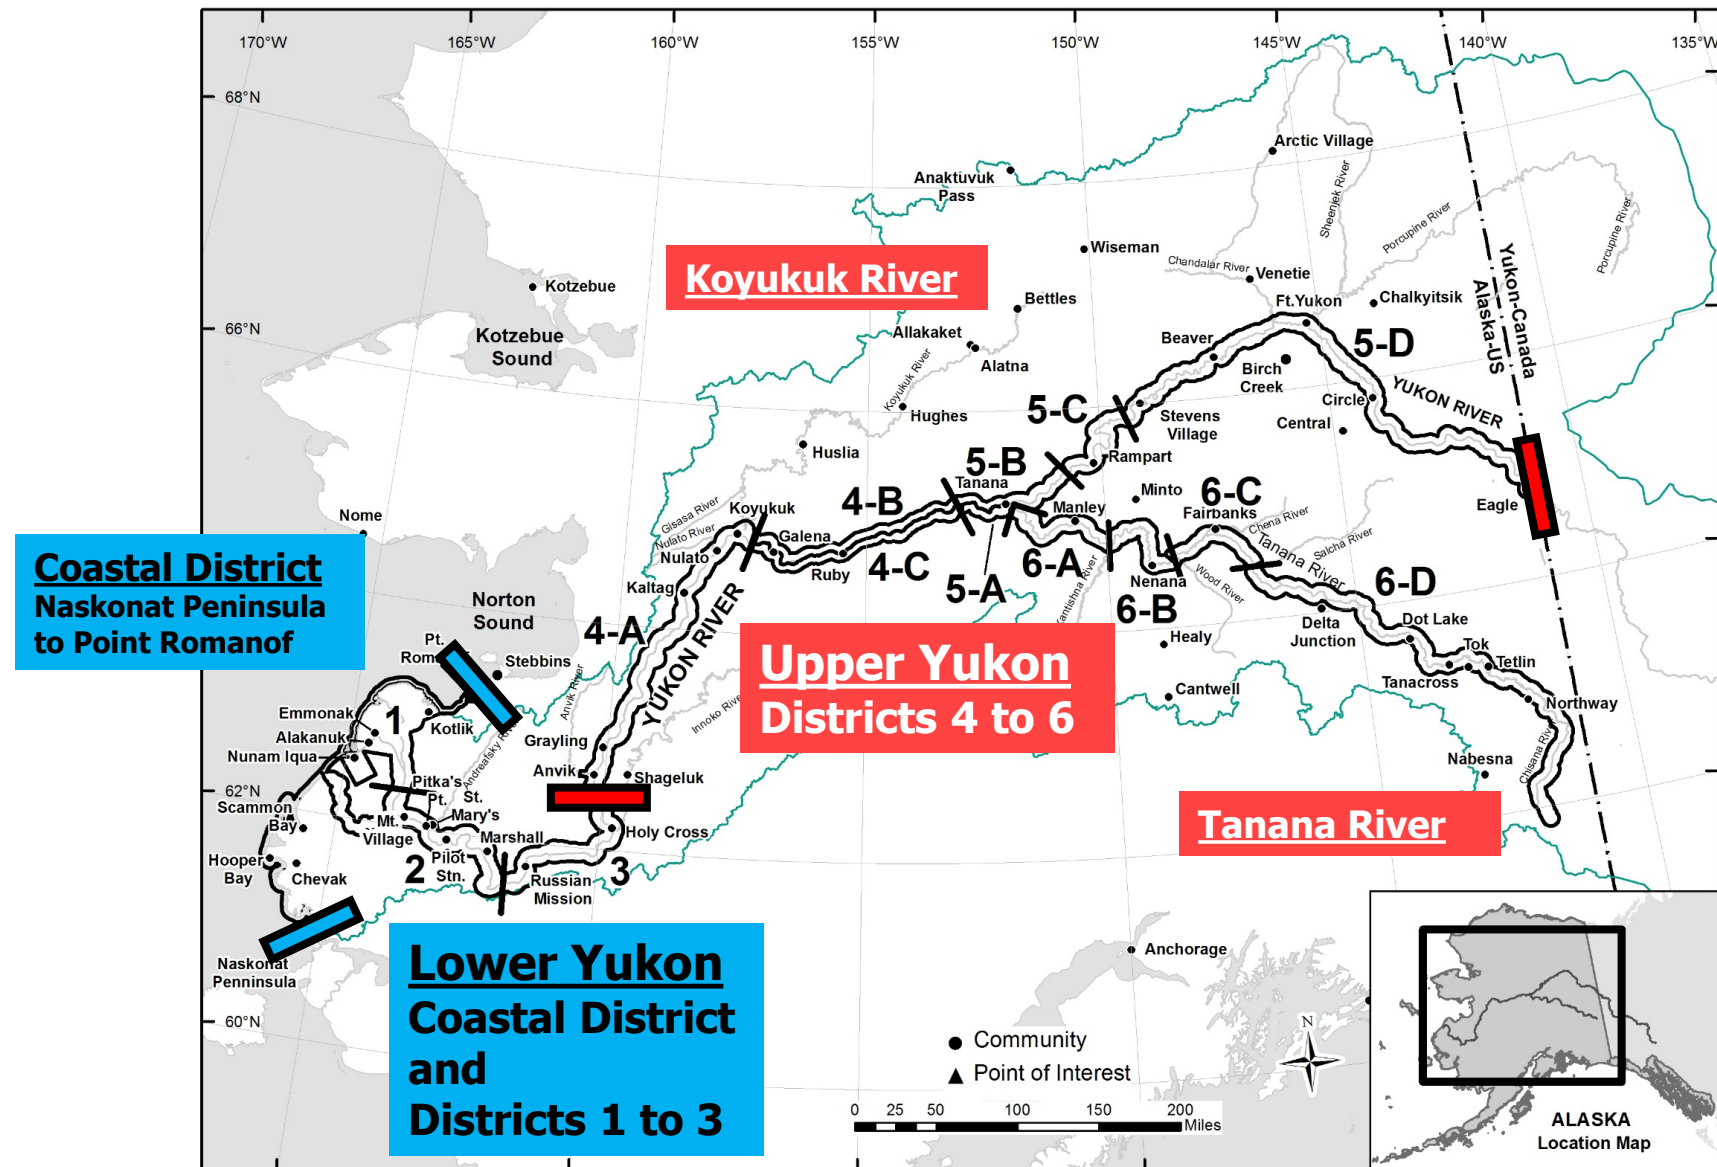 170°W
165°W
160°W
155°W
150°W
145°W
140°W
135°W
68°N
66°N
62°N
60°N
Arctic Village
Anaktuvuk
Pass
Sheenjek River
Porcupine River
Porcupine River
Wiseman
Koyukuk River
Chandalar River
Venetie
Yukon-Canada
Alaska-US
Kotzebue
Bettles
Ft.Yukon
Chalkyitsik
Kotzebue
Sound
Allakaket
Alatna
Beaver
5-D
Birch
Creek
YUKON RIVER
Koyukuk River
Hughes
5-C
Circle
Stevens
Village
Central
Huslia
Rampart
5-B
Tanana
Minto
6-C
Eagle
Gisasa River
Koyukuk
4-B
Manley
Fairbanks
Chena River
Nome
Nulato River
Galena
Tanana River
Salcha River
Nulato
Ruby
4-C
6-A
Nenana
Wood River
Kaltag
5-A
Kantishna River
6-B
6-D
Coastal District
Naskonat Peninsula
to Point Romanof
Norton
Sound
4-A
YUKON RIVER
Healy
Delta
Junction
Dot Lake
Tok
Tetlin
Pt.
Stebbins
Upper Yukon
Districts 4 to 6
Tanacross
Anvik River
Innoko River
Cantwell
Northway
Emmonak
1
Kotlik
Alakanuk
Nunam Iqua
Andreafsky River
Grayling
Chisana River
Nabesna
Anvik
Shageluk
Pitka's
Pt.
St.
Mary's
Scammon
Bay
Mt.
Village
Marshall
Holy Cross
Tanana River
Hooper
Bay
Chevak
2
Pilot
Stn.
Russian
Mission
3
Naskonat
Penninsula
Lower Yukon
Coastal District
and
Districts 1 to 3
Anchorage
Community
Point of Interest
N
0 25 50 100 150 200
Miles
ALASKA
Location Map